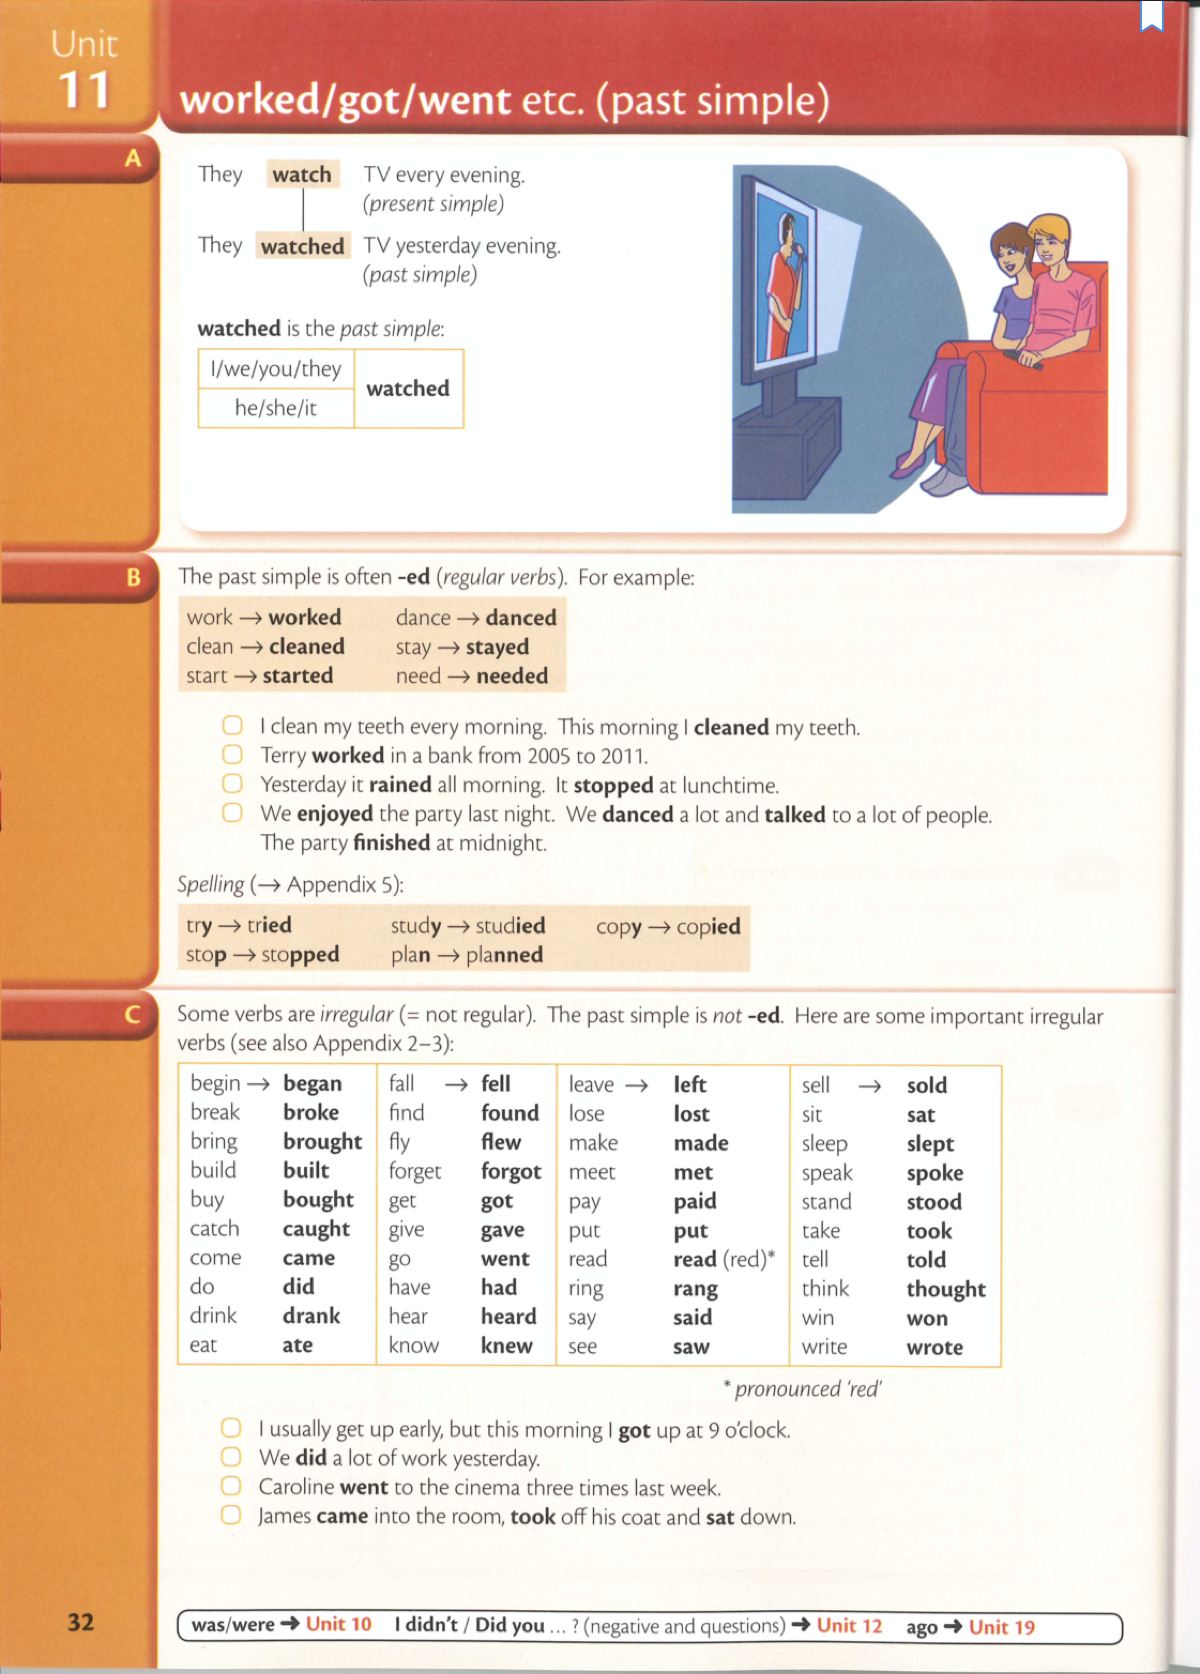 Unit
11
worked/got/went etc. (past simple)
A
They watch TV every evening.
(present simple)
They watched TV yesterday evening.
(past simple)
watched is the past simple:
I/we/you/they
watched
he/she/it
B
The past simple is often -ed (regular verbs). For example:
work → worked dance → danced
clean → cleaned stay → stayed
start → started need → needed
I clean my teeth every morning. This morning I cleaned my teeth.
Terry worked in a bank from 2005 to 2011.
Yesterday it rained all morning. It stopped at lunchtime.
We enjoyed the party last night. We danced a lot and talked to a lot of people.
The party finished at midnight.
Spelling (→ Appendix 5):
try → tried study → studied copy → copied
stop → stopped plan → planned
C
Some verbs are irregular (= not regular). The past simple is not -ed. Here are some important irregular
verbs (see also Appendix 2–3):
begin → began fall → fell leave → left sell → sold
break broke find found lose lost sit sat
bring brought fly flew make made sleep slept
build built forget forgot meet met speak spoke
buy bought get got pay paid stand stood
catch caught give gave put put take took
come came go went read read (red)* tell told
do did have had ring rang think thought
drink drank hear heard say said win won
eat ate know knew see saw write wrote
* pronounced 'red'
I usually get up early, but this morning I got up at 9 o'clock.
We did a lot of work yesterday.
Caroline went to the cinema three times last week.
James came into the room, took off his coat and sat down.
32
was/were → Unit 10 I didn't / Did you ... ? (negative and questions) → Unit 12 ago → Unit 19